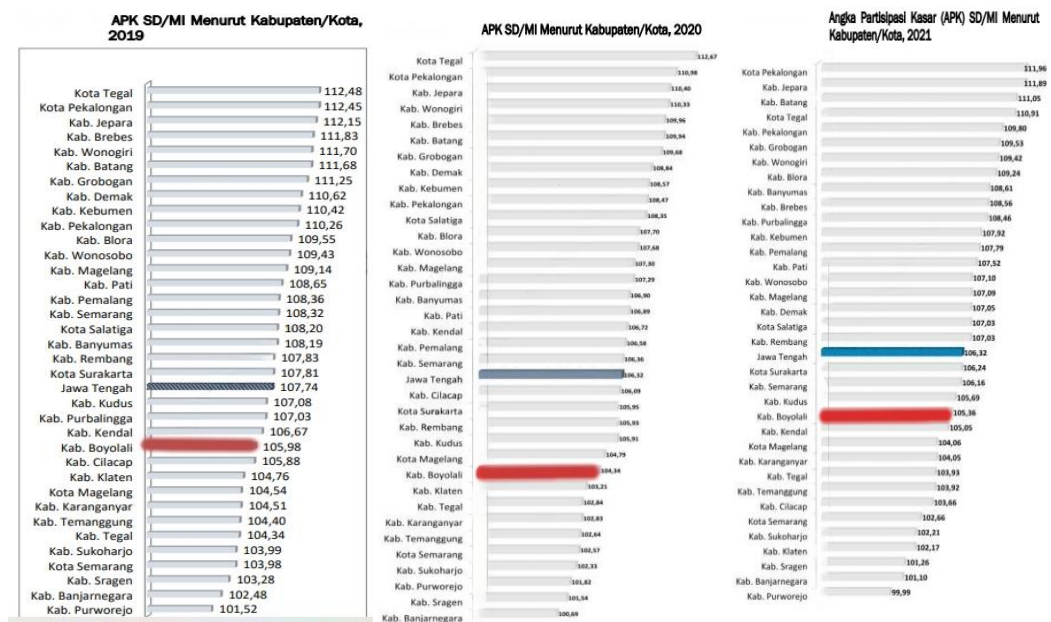 APK SD/MI Menurut Kabupaten/Kota,
2019
Kota Tegal 112,48
Kota Pekalongan 112,45
Kab. Jepara 112,15
Kab. Brebes 111,83
Kab. Wonogiri 111,70
Kab. Batang 111,68
Kab. Grobogan 111,25
Kab. Demak 110,62
Kab. Kebumen 110,42
Kab. Pekalongan 110,26
Kab. Blora 109,55
Kab. Wonosobo 109,43
Kab. Magelang 109,14
Kab. Pati 108,65
Kab. Pemalang 108,36
Kab. Semarang 108,32
Kota Salatiga 108,20
Kab. Banyumas 108,19
Kab. Rembang 107,83
Kota Surakarta 107,81
Jawa Tengah 107,74
Kab. Kudus 107,08
Kab. Purbalingga 107,03
Kab. Kendal 106,67
Kab. Boyolali 105,98
Kab. Cilacap 105,88
Kab. Klaten 104,76
Kota Magelang 104,54
Kab. Karanganyar 104,51
Kab. Temanggung 104,40
Kab. Tegal 104,34
Kab. Sukoharjo 103,99
Kota Semarang 103,98
Kab. Sragen 103,28
Kab. Banjarnegara 102,48
Kab. Purworejo 101,52
APK SD/MI Menurut Kabupaten/Kota, 2020
Kota Tegal 112,67
Kota Pekalongan 110,98
Kab. Jepara 110,40
Kab. Wonogiri 110,33
Kab. Brebes 109,96
Kab. Batang 109,94
Kab. Grobogan 109,68
Kab. Demak 108,84
Kab. Kebumen 108,57
Kab. Pekalongan 108,47
Kota Salatiga 108,35
Kab. Blora 107,70
Kab. Wonosobo 107,68
Kab. Magelang 107,30
Kab. Purbalingga 107,29
Kab. Banyumas 106,90
Kab. Pati 106,89
Kab. Kendal 106,72
Kab. Pemalang 106,58
Kab. Semarang 106,36
Jawa Tengah 106,32
Kab. Cilacap 106,09
Kota Surakarta 105,95
Kab. Rembang 105,93
Kab. Kudus 105,91
Kota Magelang 104,79
Kab. Boyolali 104,34
Kab. Klaten 103,21
Kab. Tegal 102,84
Kab. Karanganyar 102,83
Kab. Temanggung 102,64
Kota Semarang 102,57
Kab. Sukoharjo 102,33
Kab. Purworejo 101,82
Kab. Sragen 101,54
Kab. Banjarnegara 100,69
Angka Partisipasi Kasar (APK) SD/MI Menurut
Kabupaten/Kota, 2021
Kota Pekalongan 111,96
Kab. Jepara 111,89
Kab. Batang 111,05
Kota Tegal 110,91
Kab. Pekalongan 109,80
Kab. Grobogan 109,53
Kab. Wonogiri 109,42
Kab. Blora 109,24
Kab. Banyumas 108,61
Kab. Brebes 108,56
Kab. Purbalingga 108,46
Kab. Kebumen 107,92
Kab. Pemalang 107,79
Kab. Pati 107,52
Kab. Wonosobo 107,10
Kab. Magelang 107,09
Kab. Demak 107,05
Kota Salatiga 107,03
Kab. Rembang 107,03
Jawa Tengah 106,32
Kota Surakarta 106,24
Kab. Semarang 106,16
Kab. Kudus 105,69
Kab. Boyolali 105,36
Kab. Kendal 105,05
Kota Magelang 104,06
Kab. Karanganyar 104,05
Kab. Tegal 103,93
Kab. Temanggung 103,92
Kab. Cilacap 103,66
Kota Semarang 102,66
Kab. Sukoharjo 102,21
Kab. Klaten 102,17
Kab. Sragen 101,26
Kab. Banjarnegara 101,10
Kab. Purworejo 99,99